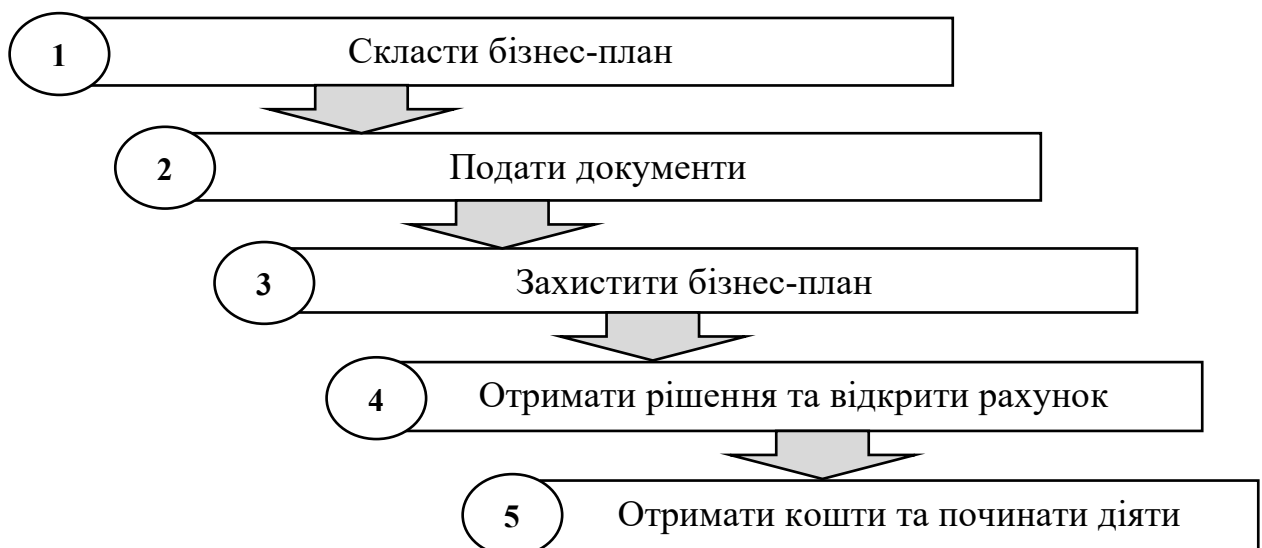 1 Скласти бізнес-план
2 Подати документи
3 Захистити бізнес-план
4 Отримати рішення та відкрити рахунок
5 Отримати кошти та починати діяти